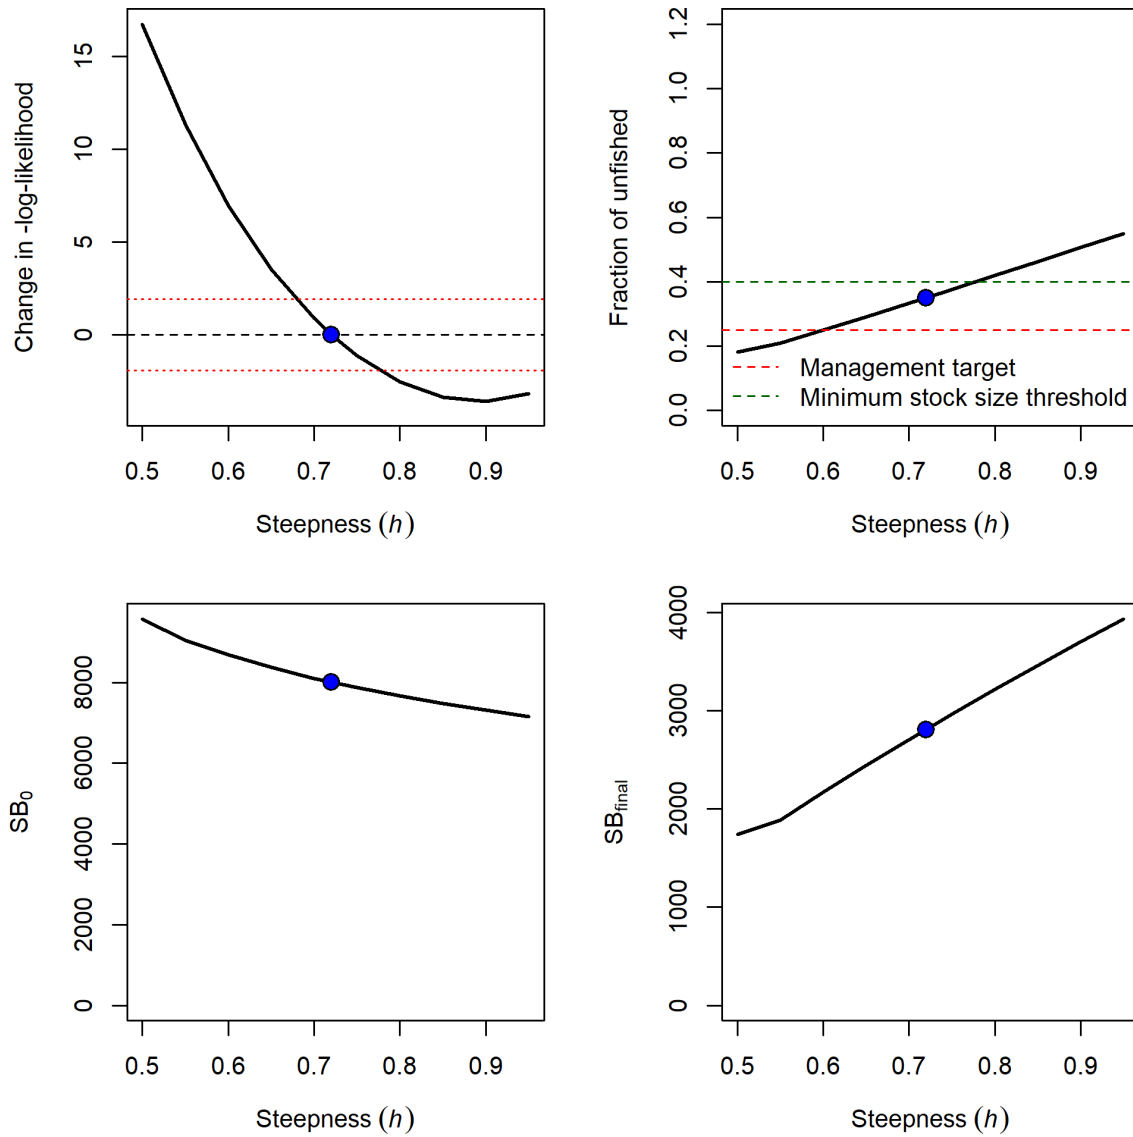 Change in -log-likelihood
15
10
5
0
0.5 0.6 0.7 0.8 0.9
Steepness (h)
Fraction of unfished
1.2
1.0
0.8
0.6
0.4
0.2
0.0
Management target
Minimum stock size threshold
0.5 0.6 0.7 0.8 0.9
Steepness (h)
SB0
8000
6000
4000
2000
0
0.5 0.6 0.7 0.8 0.9
Steepness (h)
SBfinal
4000
3000
2000
1000
0
0.5 0.6 0.7 0.8 0.9
Steepness (h)